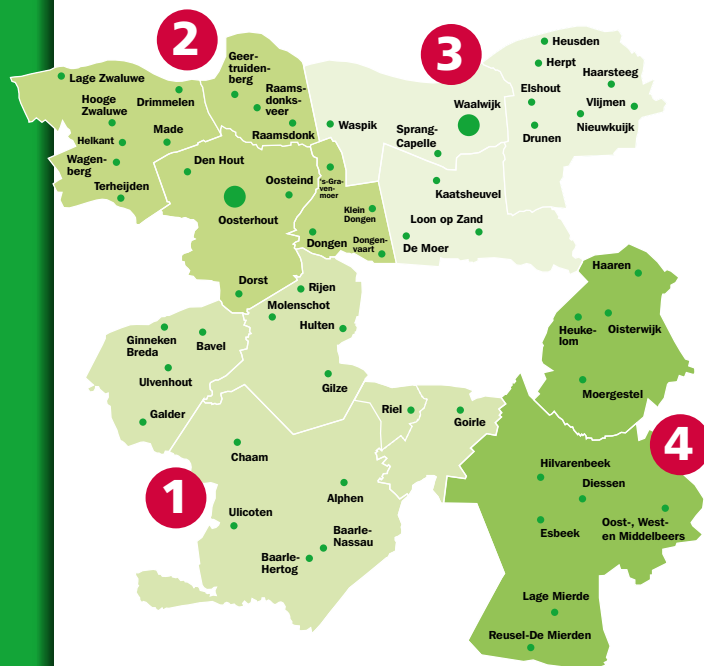 2
3
Heusden
Geer-
truiden-
berg
Herpt
Lage Zwaluwe
Haarsteeg
Hooge
Zwaluwe
Drimmelen
Raams-
donks-
veer
Elshout
Waalwijk
Vlijmen
Made
Raamsdonk
Waspik
Sprang-
Capelle
Drunen
Nieuwkuijk
Helkant
Wagen-
berg
Den Hout
Terheijden
Oosteind
's-Gra-
ven-
moer
Kaatsheuvel
Oosterhout
Klein
Dongen
Loon op Zand
Dongen
Dongen-
vaart
De Moer
Haaren
Dorst
Rijen
Molenschot
Hulten
Ginneken
Breda
Bavel
Heuke-
lom
Oisterwijk
Ulvenhout
Gilze
Moergestel
Galder
Riel
Goirle
4
Chaam
Hilvarenbeek
Diessen
1
Alphen
Ulicoten
Esbeek
Oost-, West-
en Middelbeers
Baarle-
Nassau
Baarle-
Hertog
Lage Mierde
Reusel-De Mierden